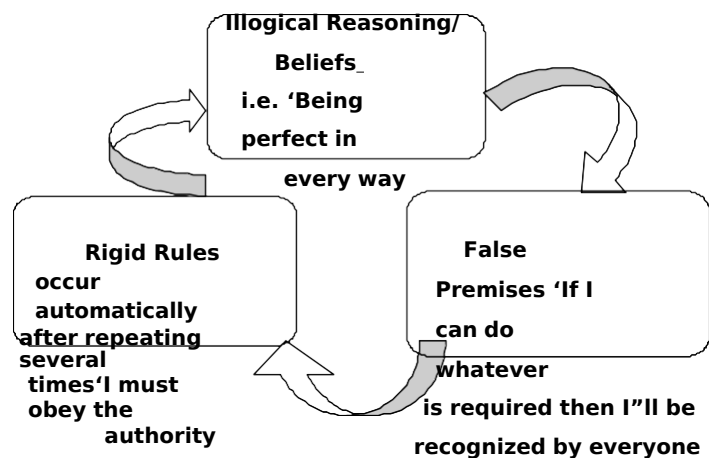 Illogical Reasoning/
Beliefs_
i.e. ‘Being
perfect in
every way
False
Premises ‘If I
can do
whatever
is required then I”ll be
recognized by everyone
Rigid Rules
occur
automatically
after repeating
several
times‘I must
obey the
authority